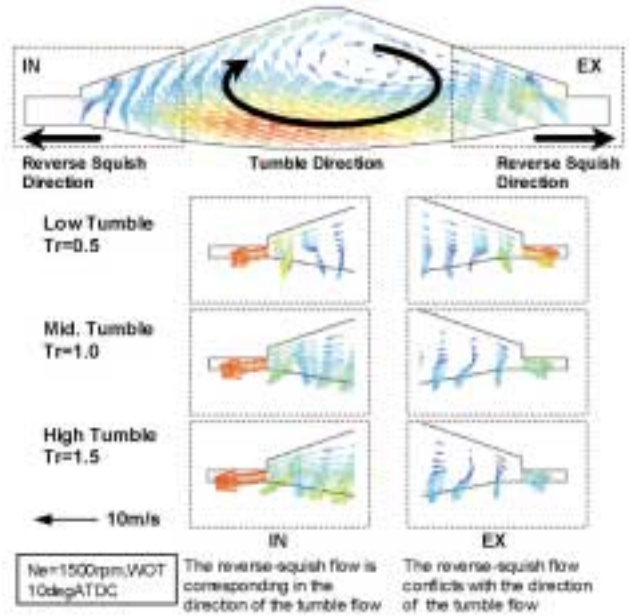 IN
EX
Reverse Squish
Direction
Tumble Direction
Reverse Squish
Direction
Low Tumble
Tr=0.5
Mid. Tumble
Tr=1.0
High Tumble
Tr=1.5
10m/s
IN
EX
Ne=1500rpm,WOT
10degATDC
The reverse-squish flow is
corresponding in the
direction of the tumble flow
The reverse-squish flow
conflicts with the direction
of the tumble flow